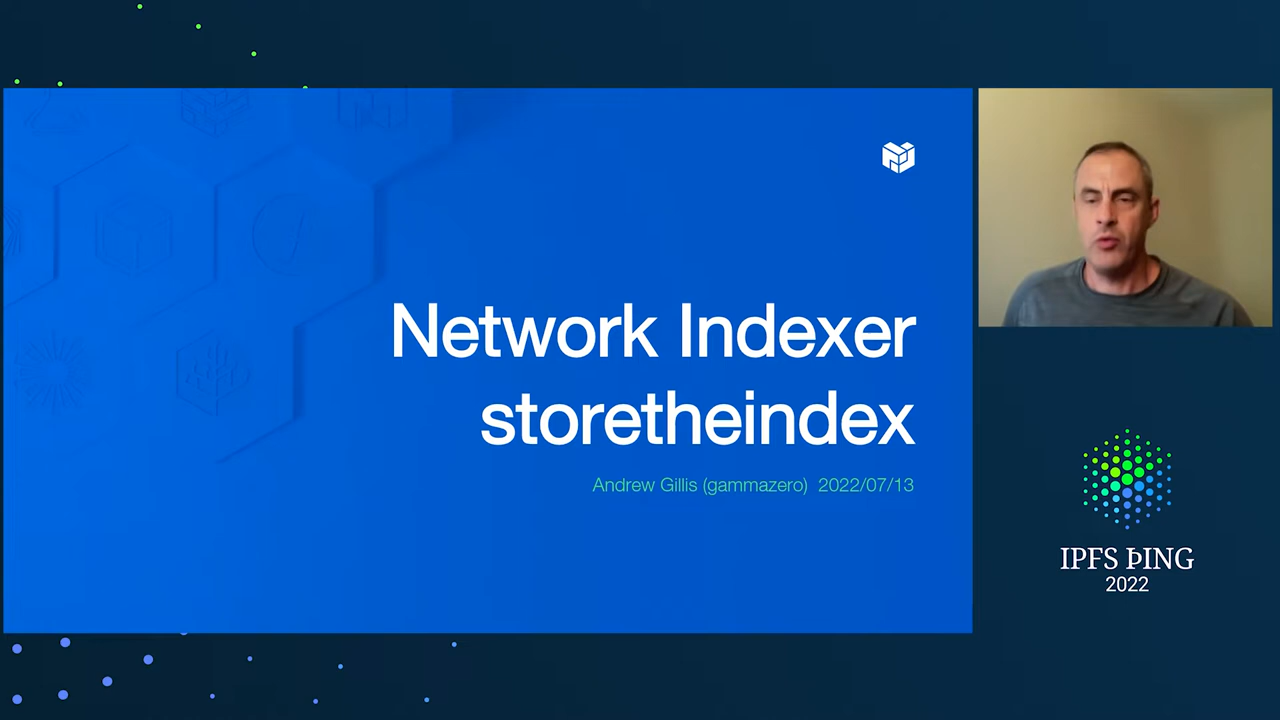 Network Indexer
storetheindex
Andrew Gillis (gammazero) 2022/07/13
IPFS ÞING
2022